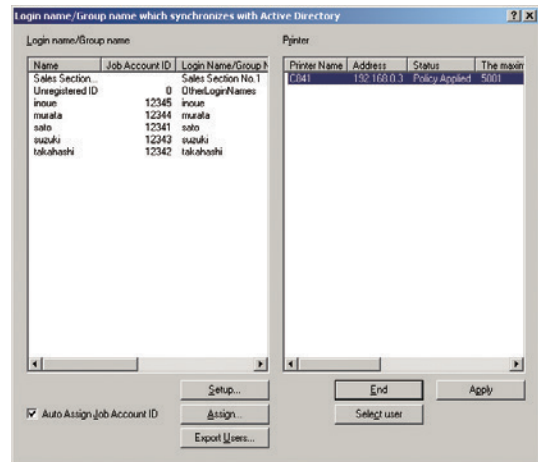 Login name/Group name which synchronizes with Active Directory
Login name/Group name
Printer
Name Job Account ID Login Name/Group N
Sales Section... Sales Section No.1
Unregistered ID 0 OtherLoginNames
inoue 12345 inoue
murata 12344 murata
sato 12341 sato
suzuki 12343 suzuki
takahashi 12342 takahashi
Printer Name Address Status The maxim
C841 192.168.0.3 Policy Applied 5001
Setup...
End
Apply
Auto Assign Job Account ID
Assign...
Select user
Export Users...